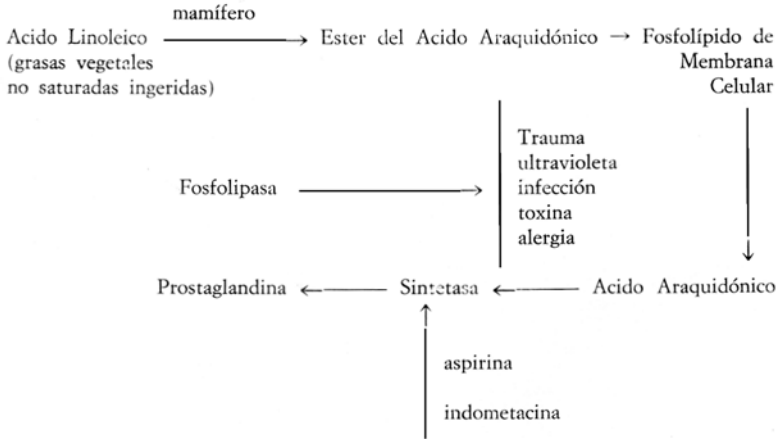 mamífero
Acido Linoleico → Ester del Acido Araquidónico → Fosfolípido de
(grasas vegetales Membrana
no saturadas ingeridas) Celular
Trauma
ultravioleta
Fosfolipasa → infección
toxina
alergia
Prostaglandina ← Sintetasa ← Acido Araquidónico
aspirina
indometacina